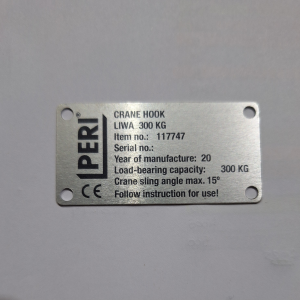 PERI
CE
CRANE HOOK
LIWA 300 KG
Item no.: 117747
Serial no.:
Year of manufacture: 20
Load-bearing capacity: 300 KG
Crane sling angle max. 15°
Follow instruction for use!